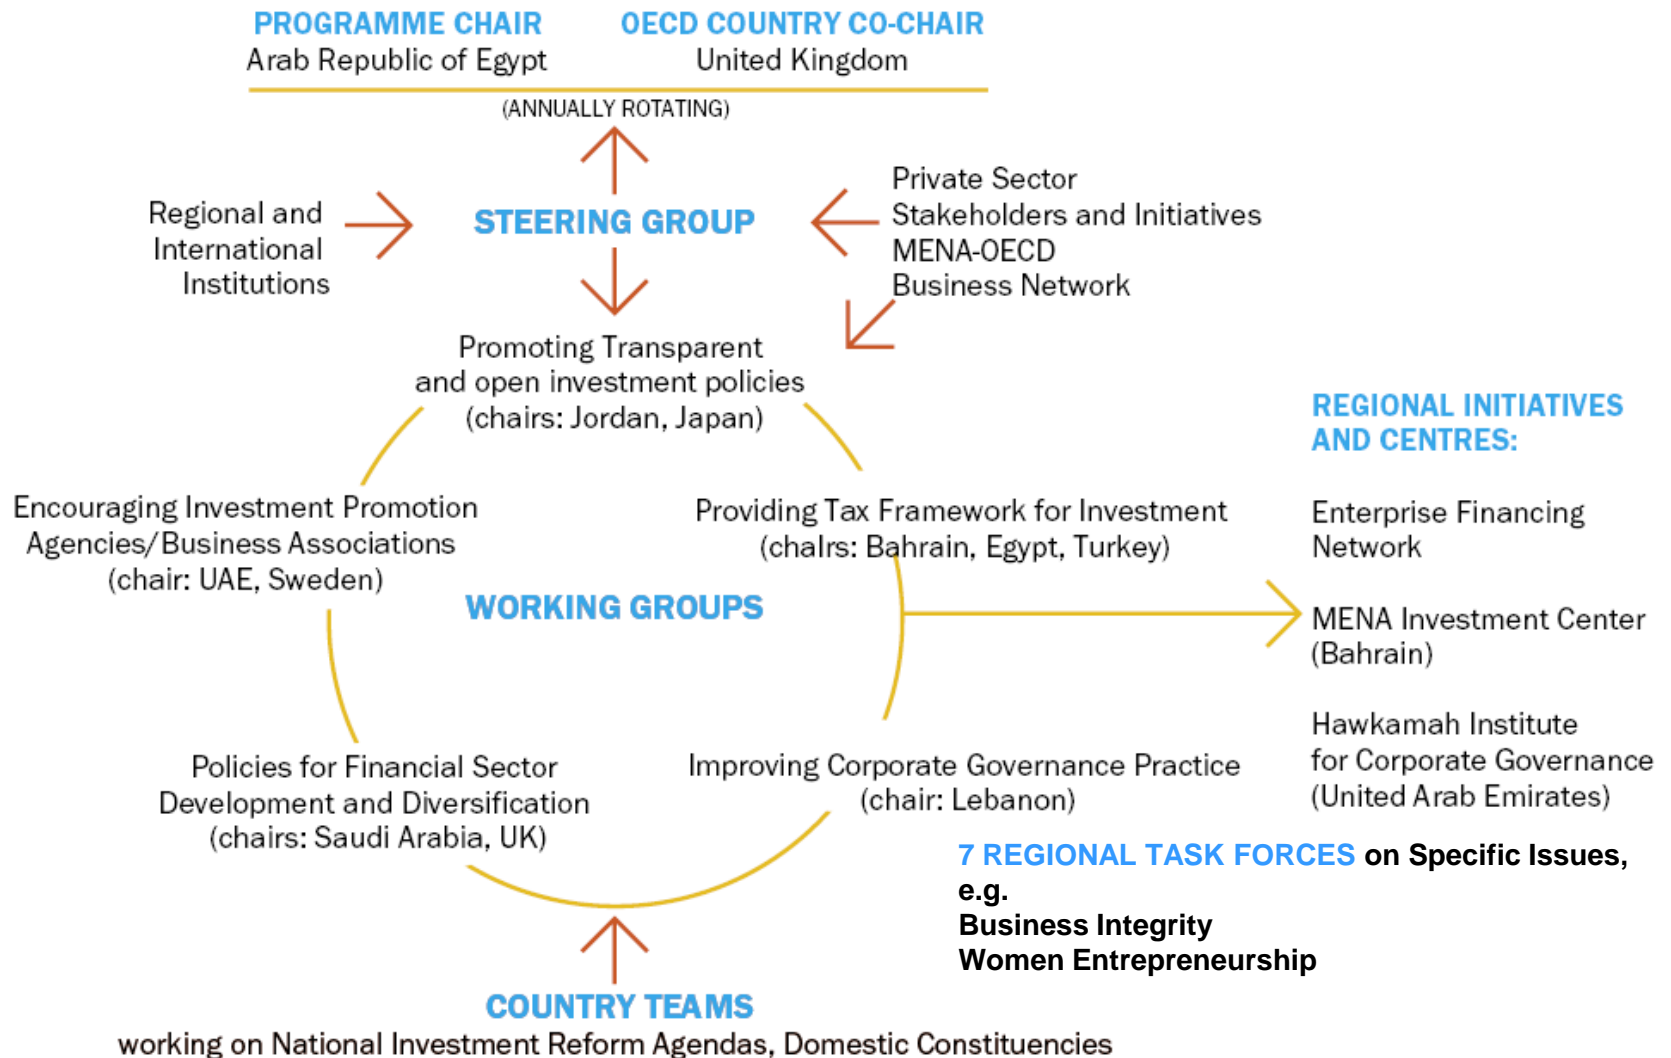 PROGRAMME CHAIR
Arab Republic of Egypt
OECD COUNTRY CO-CHAIR
United Kingdom
(ANNUALLY ROTATING)
Regional and
International
Institutions
STEERING GROUP
Private Sector
Stakeholders and Initiatives
MENA-OECD
Business Network
Promoting Transparent
and open investment policies
(chairs: Jordan, Japan)
Encouraging Investment Promotion
Agencies/Business Associations
(chair: UAE, Sweden)
Providing Tax Framework for Investment
(chaIrs: Bahrain, Egypt, Turkey)
WORKING GROUPS
Policies for Financial Sector
Development and Diversification
(chairs: Saudi Arabia, UK)
Improving Corporate Governance Practice
(chair: Lebanon)
REGIONAL INITIATIVES
AND CENTRES:
Enterprise Financing
Network
MENA Investment Center
(Bahrain)
Hawkamah Institute
for Corporate Governance
(United Arab Emirates)
7 REGIONAL TASK FORCES on Specific Issues,
e.g.
Business Integrity
Women Entrepreneurship
COUNTRY TEAMS
working on National Investment Reform Agendas, Domestic Constituencies